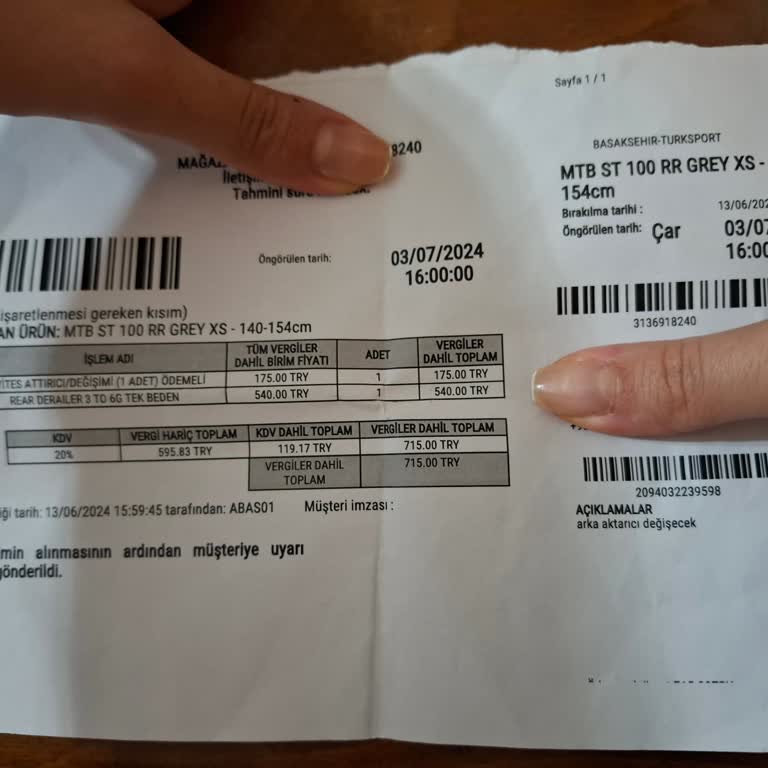 Sayfa 1 / 1
8240
Tahmini
Öngörülen tarih:
03/07/2024
16:00:00
işaretlenmesi gereken kısım)
AN ÜRÜN: MTB ST 100 RR GREY XS - 140-154cm
İŞLEM ADI TÜM VERGİLER DAHİL BİRİM FİYATI ADET VERGİLER DAHİL TOPLAM
VİTES ATTIRICI/DEĞİŞİMİ (1 ADET) ÖDEMELİ 175.00 TRY 1 175.00 TRY
REAR DERAILER 3 TO 6G TEK BEDEN 540.00 TRY 1 540.00 TRY
KDV VERGİ HARİÇ TOPLAM KDV DAHİL TOPLAM VERGİLER DAHİL TOPLAM
20% 595.83 TRY 119.17 TRY 715.00 TRY
VERGİLER DAHİL TOPLAM 715.00 TRY
tarih: 13/06/2024 15:59:45 tarafından: ABAS01 Müşteri imzası :
min alınmasının ardından müşteriye uyarı
gönderildi.
BASAKSEHIR-TURKSPORT
MTB ST 100 RR GREY XS -
154cm
Bırakılma tarihi : 13/06/202
Öngörülen tarih: Çar 03/07
16:00
3136918240
2094032239598
AÇIKLAMALAR
arka aktarıcı değişecek